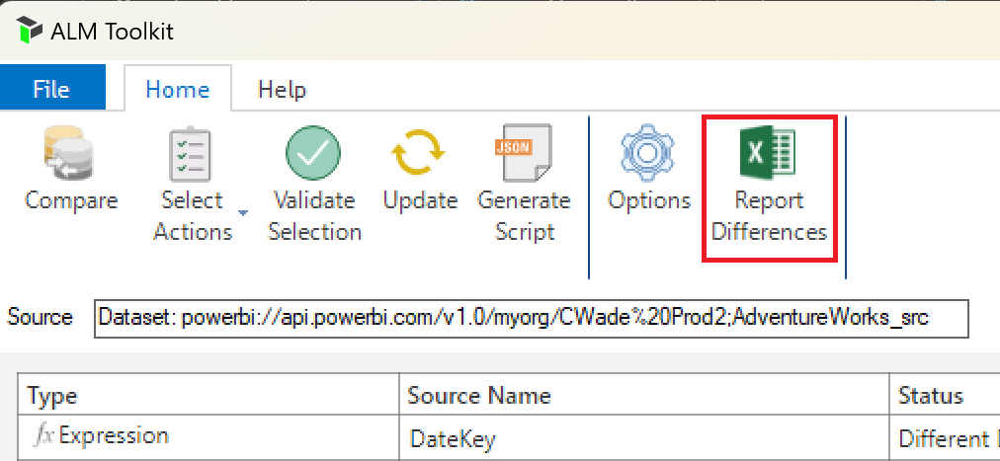 ALM Toolkit
File Home Help
JSON X
Compare Select Validate Update Generate Options Report
Actions Selection Script Differences
Source Dataset: powerbi://api.powerbi.com/v1.0/myorg/CWade%20Prod2;AdventureWorks_src
Type Source Name Status
fx Expression DateKey Different